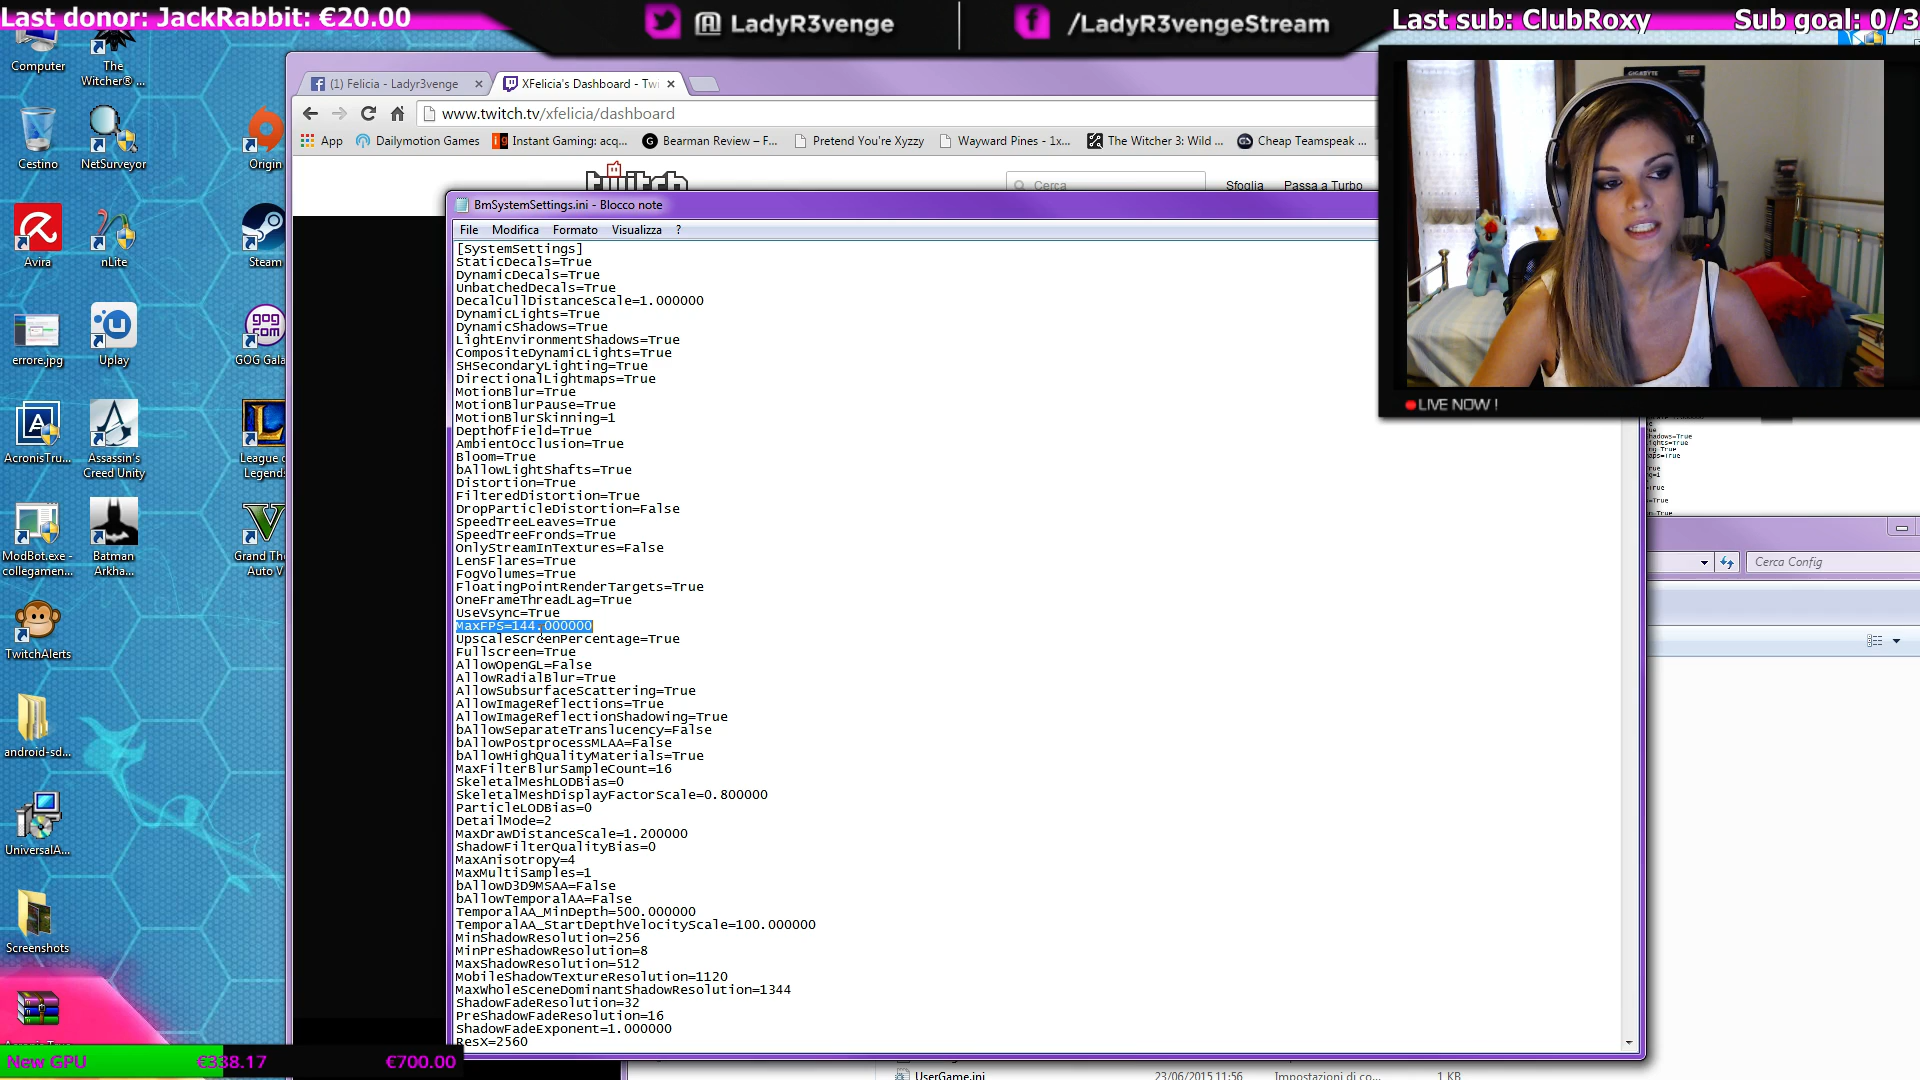 Last donor: JackRabbit: €20.00
@ LadyR3venge
/LadyR3vengeStream
Last sub: ClubRoxy
Sub goal: 0/3
Computer
The Witcher® ...
Cestino
NetSurveyor
Origin
Avira
nLite
Steam
errore.jpg
Uplay
GOG Gala
AcronisTru...
Assassin's Creed Unity
League o
Legends
ModBot.exe - collegamen...
Batman Arkha...
Grand The
Auto V
TwitchAlerts
android-sd...
UniversalA...
Screenshots
New GPU
€338.17
€700.00
(1) Felicia - Ladyr3venge
XFelicia's Dashboard - Twi
www.twitch.tv/xfelicia/dashboard
App
Dailymotion Games
Instant Gaming: acq...
Bearman Review – F...
Pretend You're Xyzzy
Wayward Pines - 1x...
The Witcher 3: Wild ...
Cheap Teamspeak ...
twitch
Cerca
Sfoglia
Passa a Turbo
GIGABYTE
LIVE NOW !
BmSystemSettings.ini - Blocco note
File Modifica Formato Visualizza ?
[SystemSettings]
StaticDecals=True
DynamicDecals=True
UnbatchedDecals=True
DecalCullDistanceScale=1.000000
DynamicLights=True
DynamicShadows=True
LightEnvironmentShadows=True
CompositeDynamicLights=True
SHSecondaryLighting=True
DirectionalLightmaps=True
MotionBlur=True
MotionBlurPause=True
MotionBlurSkinning=1
DepthOfField=True
AmbientOcclusion=True
Bloom=True
bAllowLightShafts=True
Distortion=True
FilteredDistortion=True
DropParticleDistortion=False
SpeedTreeLeaves=True
SpeedTreeFronds=True
OnlyStreamInTextures=False
LensFlares=True
FogVolumes=True
FloatingPointRenderTargets=True
OneFrameThreadLag=True
UseVsync=True
MaxFPS=144.000000
UpscaleScreenPercentage=True
Fullscreen=True
AllowOpenGL=False
AllowRadialBlur=True
AllowSubsurfaceScattering=True
AllowImageReflections=True
AllowImageReflectionShadowing=True
bAllowSeparateTranslucency=False
bAllowPostprocessMLAA=False
bAllowHighQualityMaterials=True
MaxFilterBlurSampleCount=16
SkeletalMeshLODBias=0
SkeletalMeshDisplayFactorScale=0.800000
ParticleLODBias=0
DetailMode=2
MaxDrawDistanceScale=1.200000
ShadowFilterQualityBias=0
MaxAnisotropy=4
MaxMultiSamples=1
bAllowD3D9MSAA=False
bAllowTemporalAA=False
TemporalAA_MinDepth=500.000000
TemporalAA_StartDepthVelocityScale=100.000000
MinShadowResolution=256
MinPreShadowResolution=8
MaxShadowResolution=512
MobileShadowTextureResolution=1120
MaxWholeSceneDominantShadowResolution=1344
ShadowFadeResolution=32
PreShadowFadeResolution=16
ShadowFadeExponent=1.000000
ResX=2560
Cerca Config
UserGame.ini
23/06/2015 11:56
Impostazioni di co...
1 KB